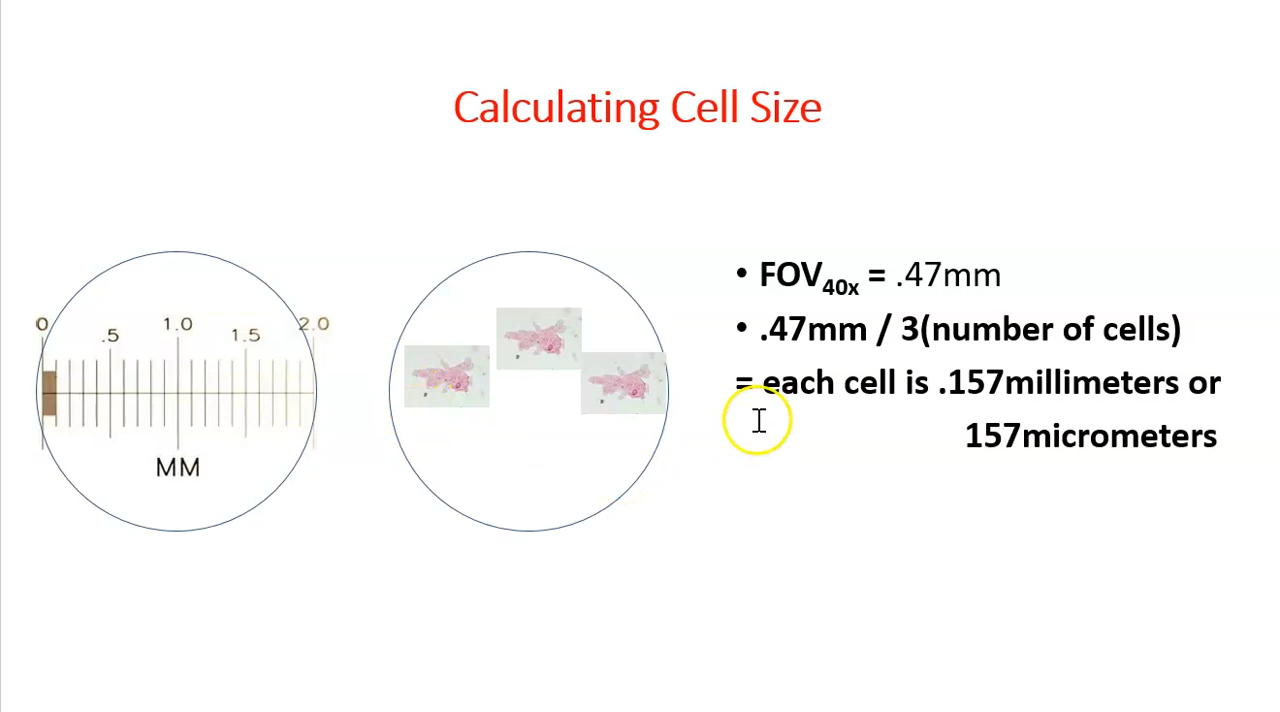 Calculating Cell Size
0 .5 1.0 1.5 2.0
MM
• FOV40x = .47mm
• .47mm / 3(number of cells)
= each cell is .157millimeters or
157micrometers